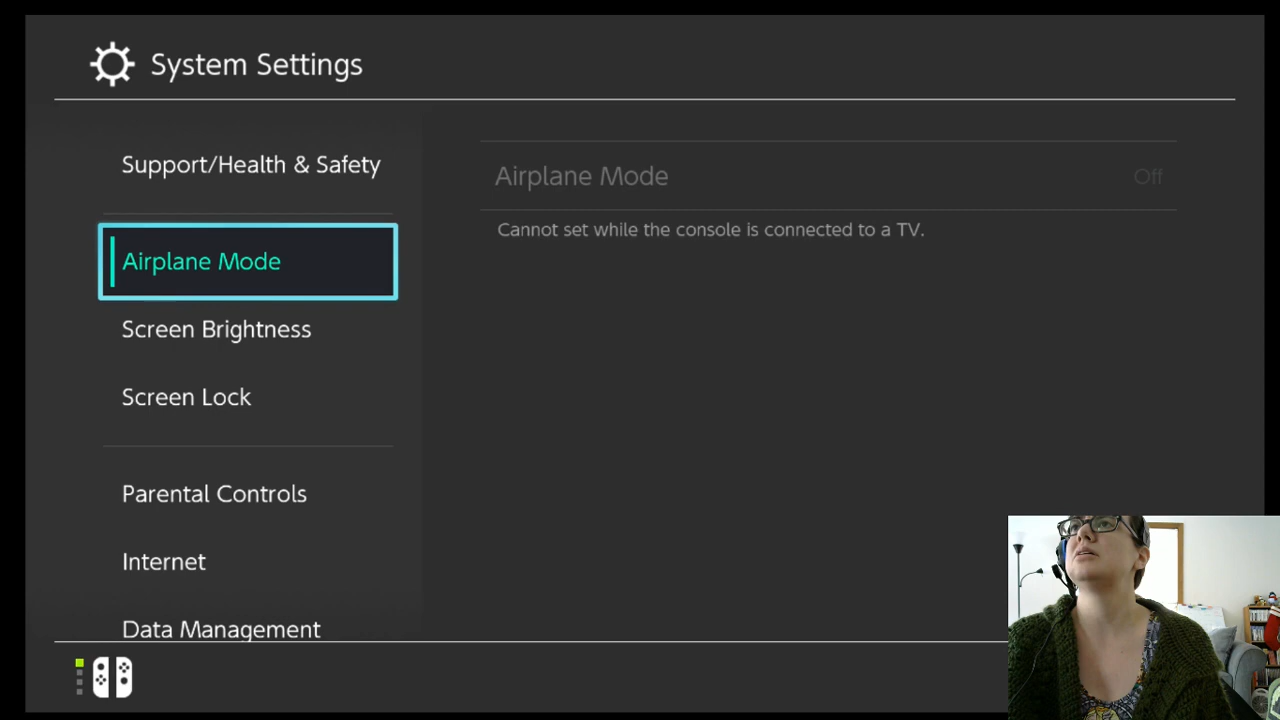 System Settings
Support/Health & Safety
Airplane Mode
Screen Brightness
Screen Lock
Parental Controls
Internet
Data Management
Airplane Mode Off
Cannot set while the console is connected to a TV.